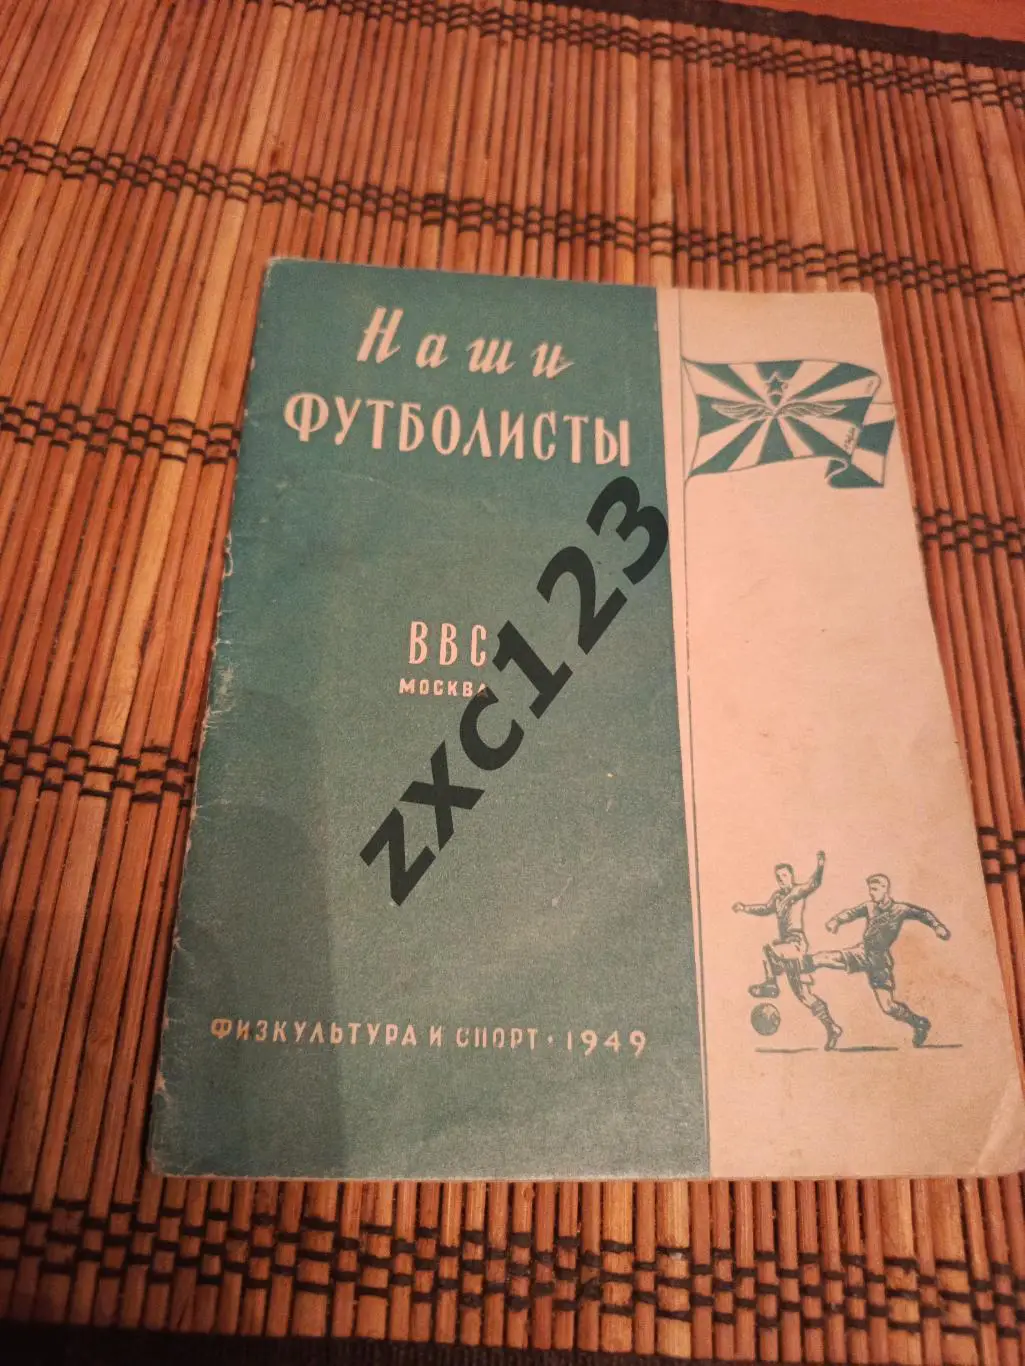 Наши
ФУТБОЛИСТЫ
ВВС
МОСКВА
zxc123
ФИЗКУЛЬТУРА И СПОРТ • 1949